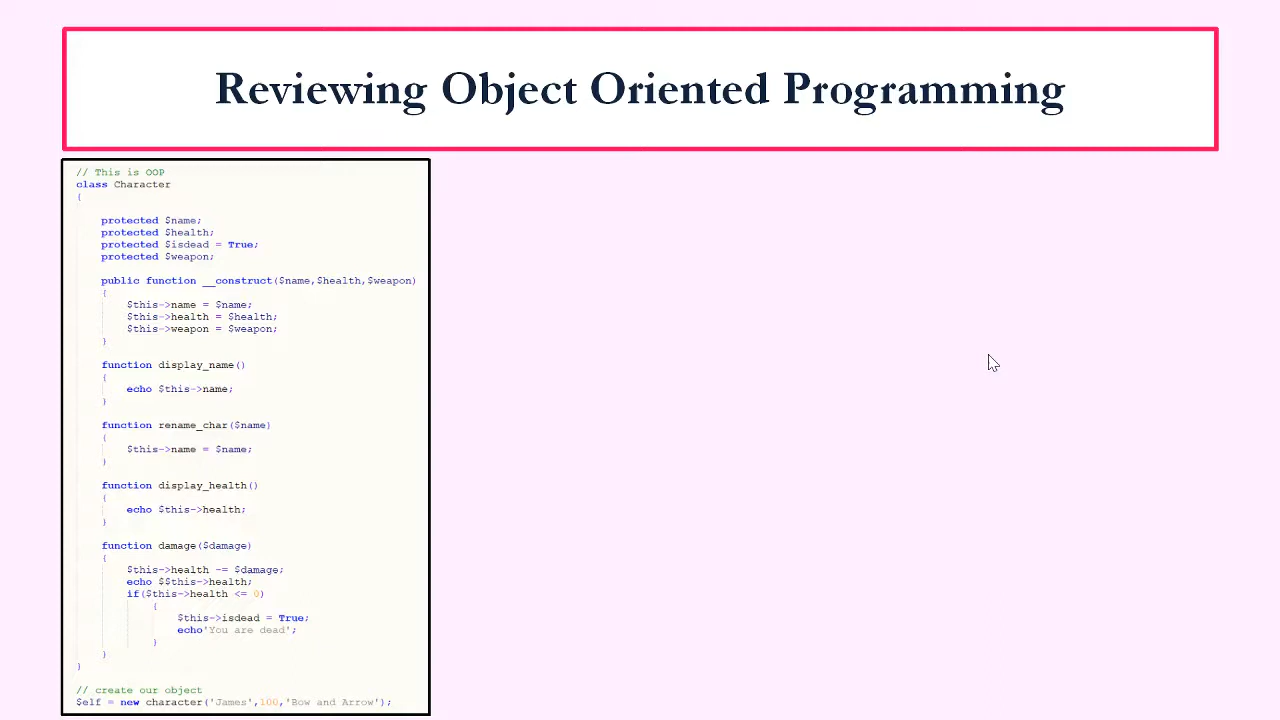 Reviewing Object Oriented Programming
// This is OOP
class Character
{
protected $name;
protected $health;
protected $isdead = True;
protected $weapon;
public function __construct($name,$health,$weapon)
{
$this->name = $name;
$this->health = $health;
$this->weapon = $weapon;
}
function display_name()
{
echo $this->name;
}
function rename_char($name)
{
$this->name = $name;
}
function display_health()
{
echo $this->health;
}
function damage($damage)
{
$this->health -= $damage;
echo $$this->health;
if($this->health <= 0)
{
$this->isdead = True;
echo'You are dead';
}
}
}
// create our object
$elf = new character('James',100,'Bow and Arrow');